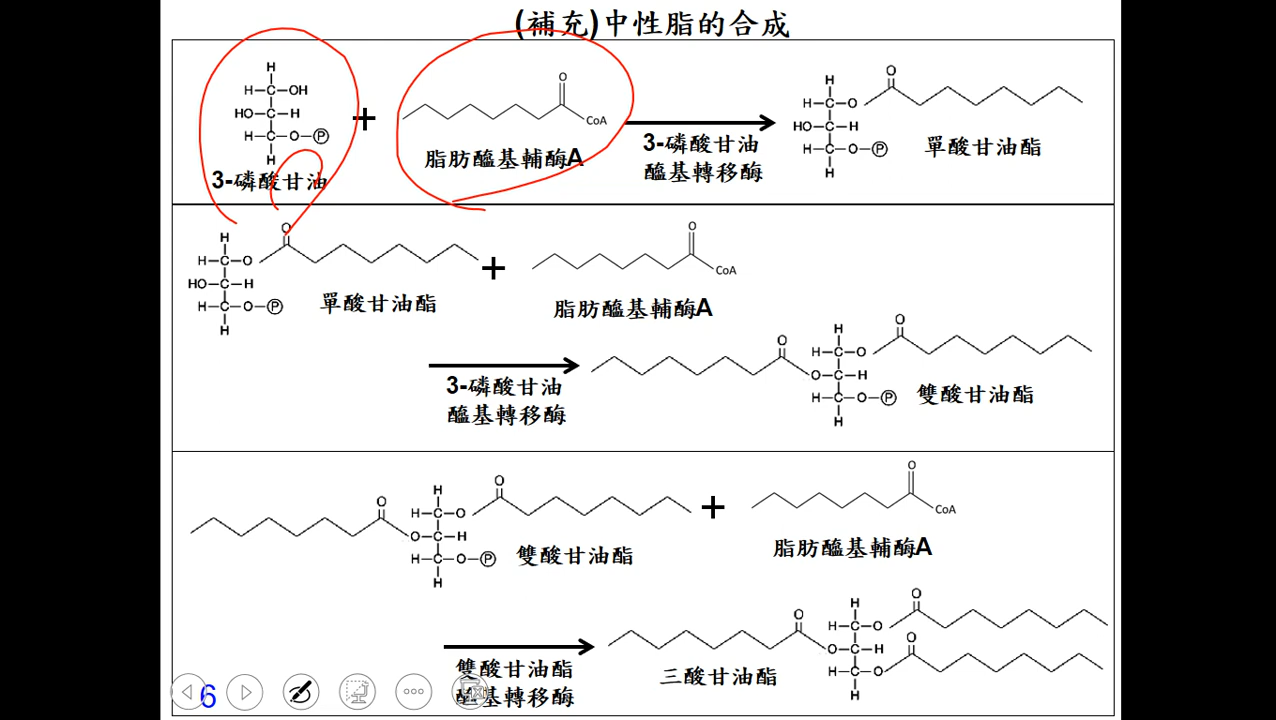 (補充)中性脂的合成
H
H-C-OH
HO-C-H
H-C-O-P
H
3-磷酸甘油
+
O
CoA
脂肪醯基輔酶A
3-磷酸甘油
醯基轉移酶
H
O
H-C-O
HO-C-H
H-C-O-P
H
單酸甘油酯
H
O
H-C-O
HO-C-H
H-C-O-P
H
單酸甘油酯
+
O
CoA
脂肪醯基輔酶A
3-磷酸甘油
醯基轉移酶
O
H
O
H-C-O
O-C-H
H-C-O-P
H
雙酸甘油酯
O
H
O
H-C-O
O-C-H
H-C-O-P
H
雙酸甘油酯
+
O
CoA
脂肪醯基輔酶A
雙酸甘油酯
醯基轉移酶
O
H
O
H-C-O
O
O-C-H
H-C-O
H
三酸甘油酯
6